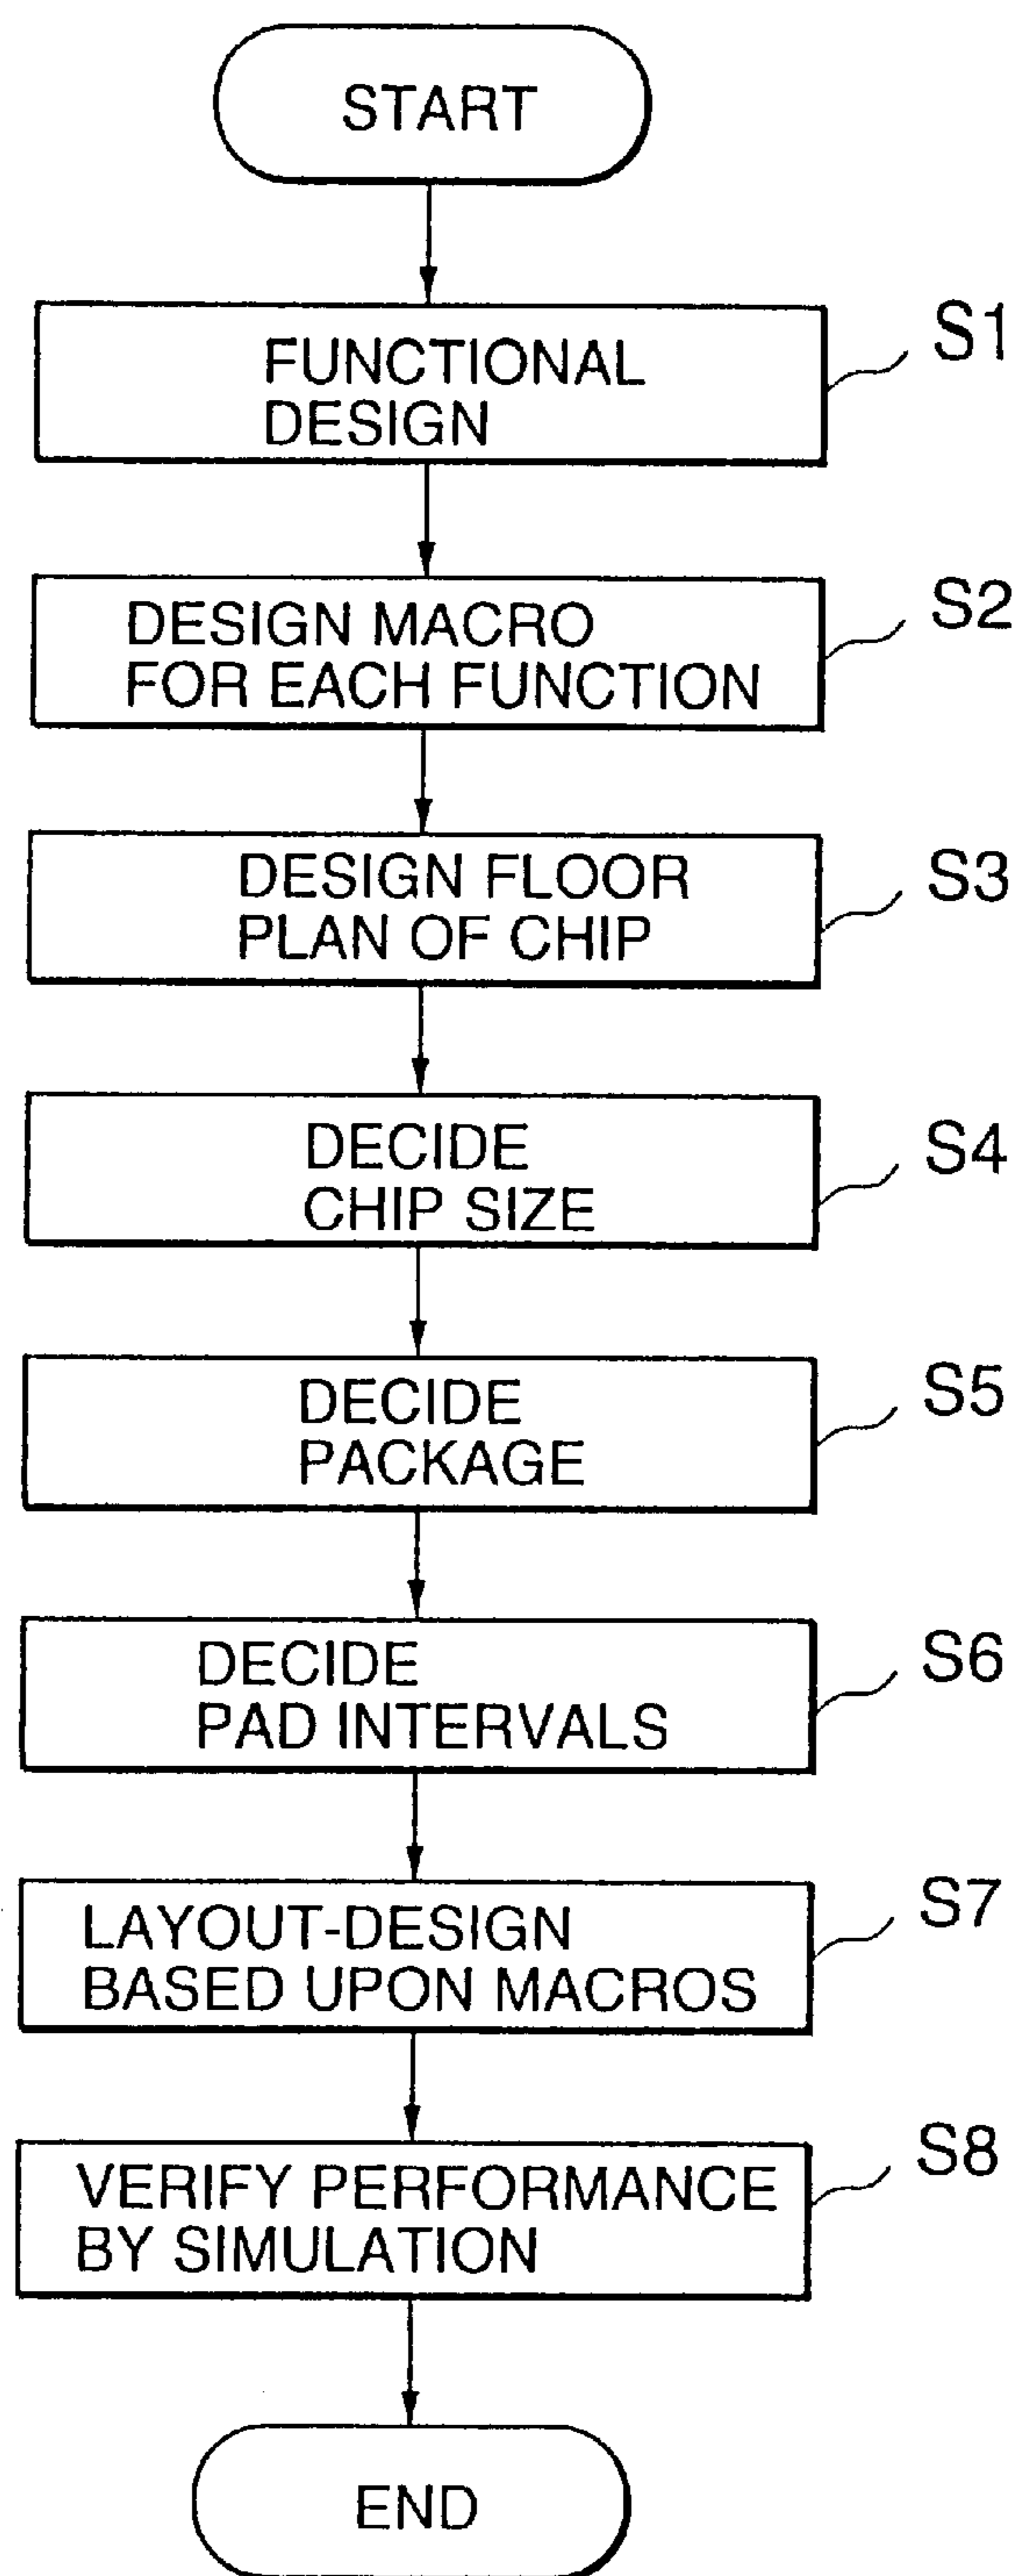 START
S1
FUNCTIONAL
DESIGN
S2
DESIGN MACRO
FOR EACH FUNCTION
S3
DESIGN FLOOR
PLAN OF CHIP
S4
DECIDE
CHIP SIZE
S5
DECIDE
PACKAGE
S6
DECIDE
PAD INTERVALS
S7
LAYOUT-DESIGN
BASED UPON MACROS
S8
VERIFY PERFORMANCE
BY SIMULATION
END